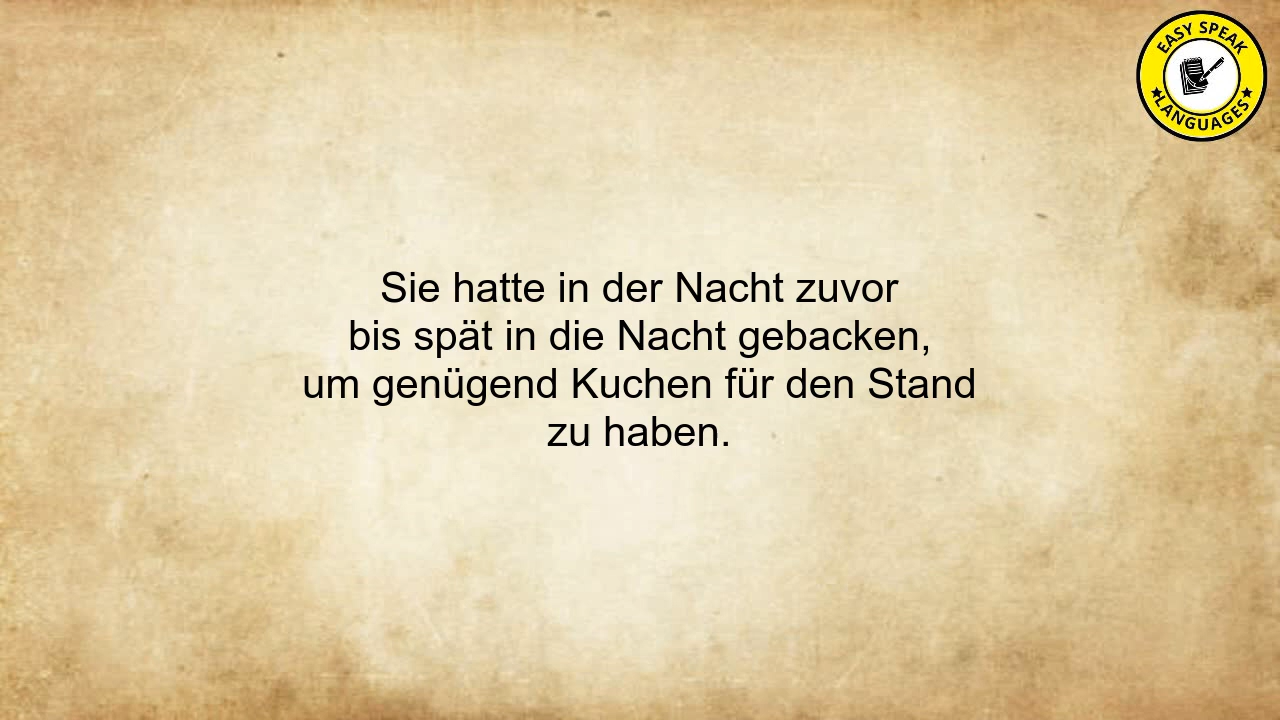 EASY SPEAK
LANGUAGES
Sie hatte in der Nacht zuvor
bis spät in die Nacht gebacken,
um genügend Kuchen für den Stand
zu haben.